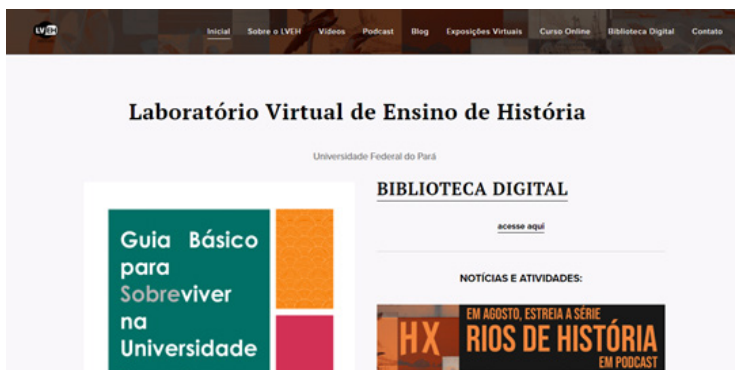 LVEH
Inicial Sobre o LVEH Vídeos Podcast Blog Exposições Virtuais Curso Online Biblioteca Digital Contato
Laboratório Virtual de Ensino de História
Universidade Federal do Pará
Guia Básico
para
Sobreviver
na
Universidade
BIBLIOTECA DIGITAL
acesse aqui
NOTÍCIAS E ATIVIDADES:
HX
EM AGOSTO, ESTREIA A SÉRIE
RIOS DE HISTÓRIA
EM PODCAST